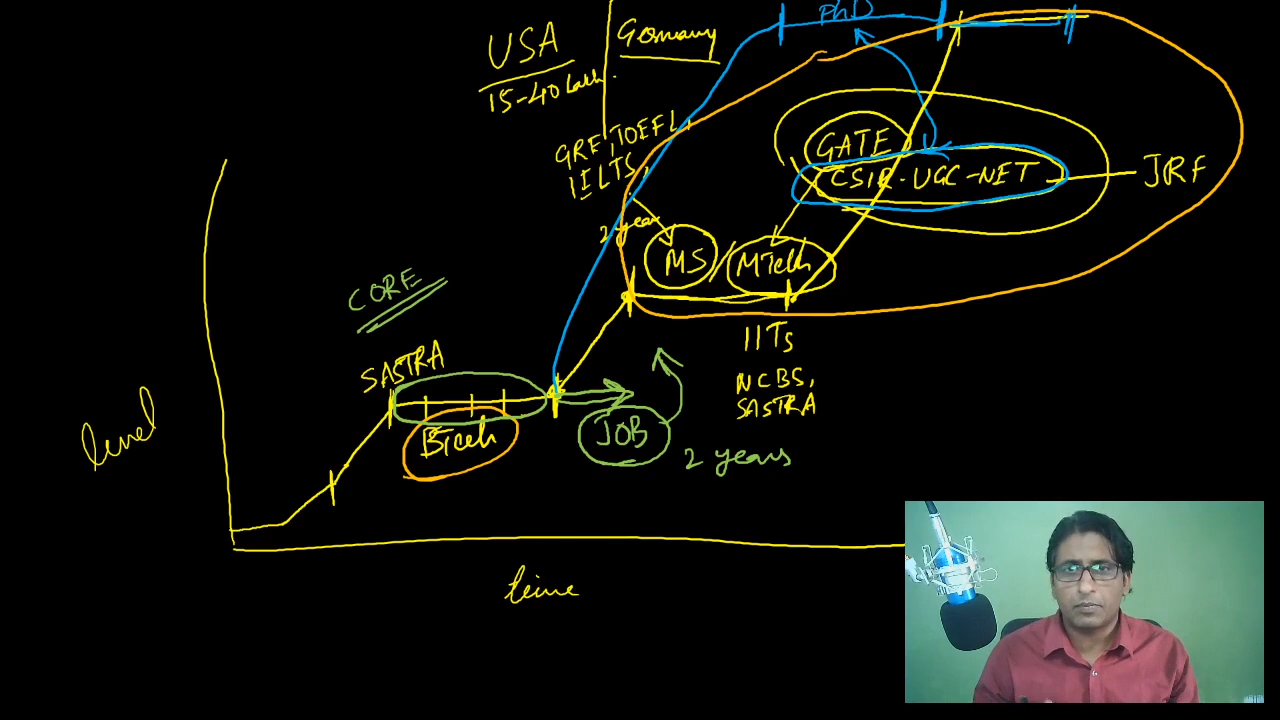 PhD
USA
Germany
15-40 Lakh
GRE, TOEFL,
IELTS,
GATE
CSIR-UGC-NET
JRF
2 years
MS / MTech
CORE
IITs
SASTRA
NCBS,
SASTRA
BTech
JOB
2 years
level
time